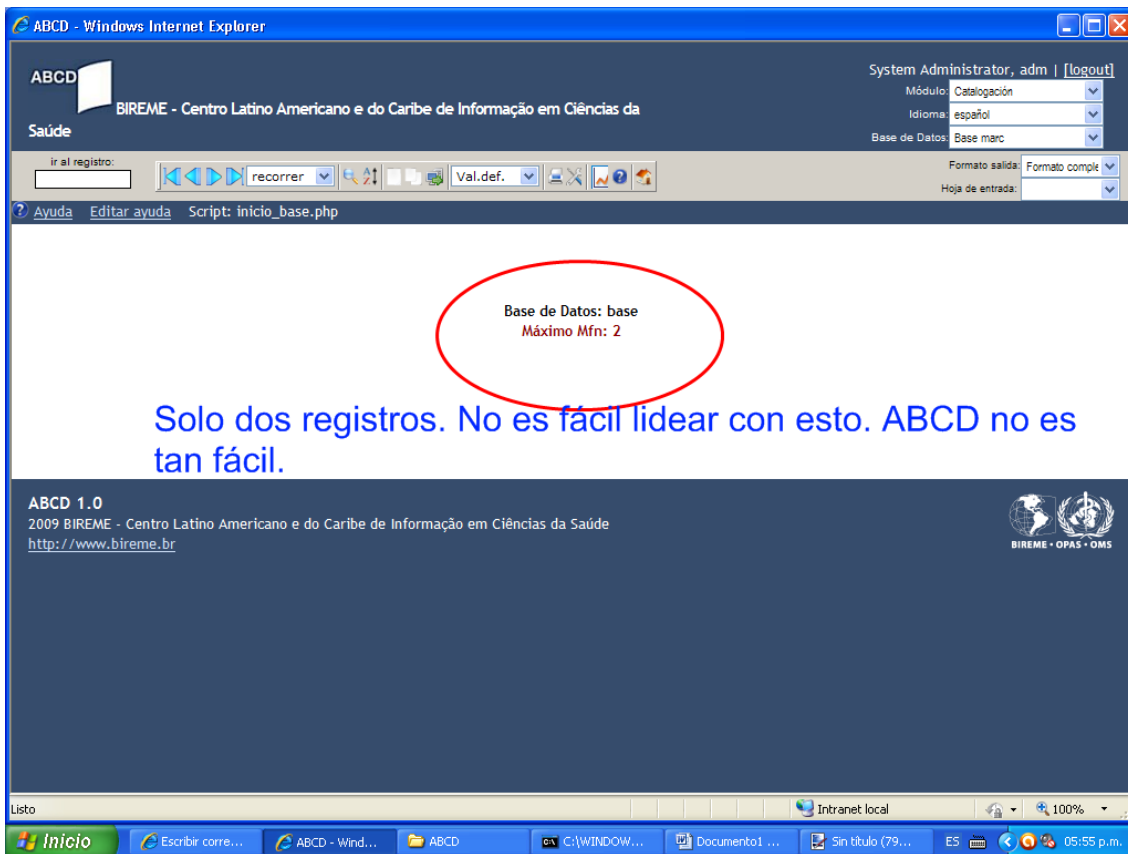 ABCD - Windows Internet Explorer
ABCD
BIREME - Centro Latino Americano e do Caribe de Informação em Ciências da
Saúde
System Administrator, adm | [logout]
Módulo: Catalogación
Idioma: español
Base de Datos: Base marc
ir al registro:
recorrer
Val.def.
Formato salida: Formato comple
Hoja de entrada:
Ayuda Editar ayuda Script: inicio_base.php
Base de Datos: base
Máximo Mfn: 2
Solo dos registros. No es fácil lidear con esto. ABCD no es
tan fácil.
ABCD 1.0
2009 BIREME - Centro Latino Americano e do Caribe de Informação em Ciências da Saúde
http://www.bireme.br
BIREME • OPAS • OMS
Listo
Intranet local
100%
Inicio
Escribir corre...
ABCD - Wind...
ABCD
C:\WINDOW...
Documento1 ...
Sin título (79...
ES
05:55 p.m.